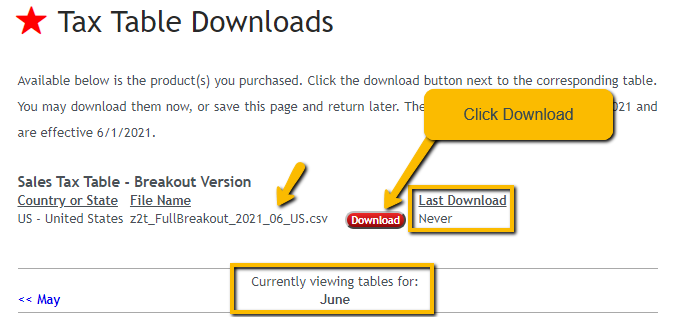 Tax Table Downloads
Available below is the product(s) you purchased. Click the download button next to the corresponding table.
You may download them now, or save this page and return later. The 021 and
Click Download
are effective 6/1/2021.
Sales Tax Table - Breakout Version
Country or State File Name Last Download
US - United States z2t_FullBreakout_2021_06_US.csv Download Never
Currently viewing tables for:
<< May June